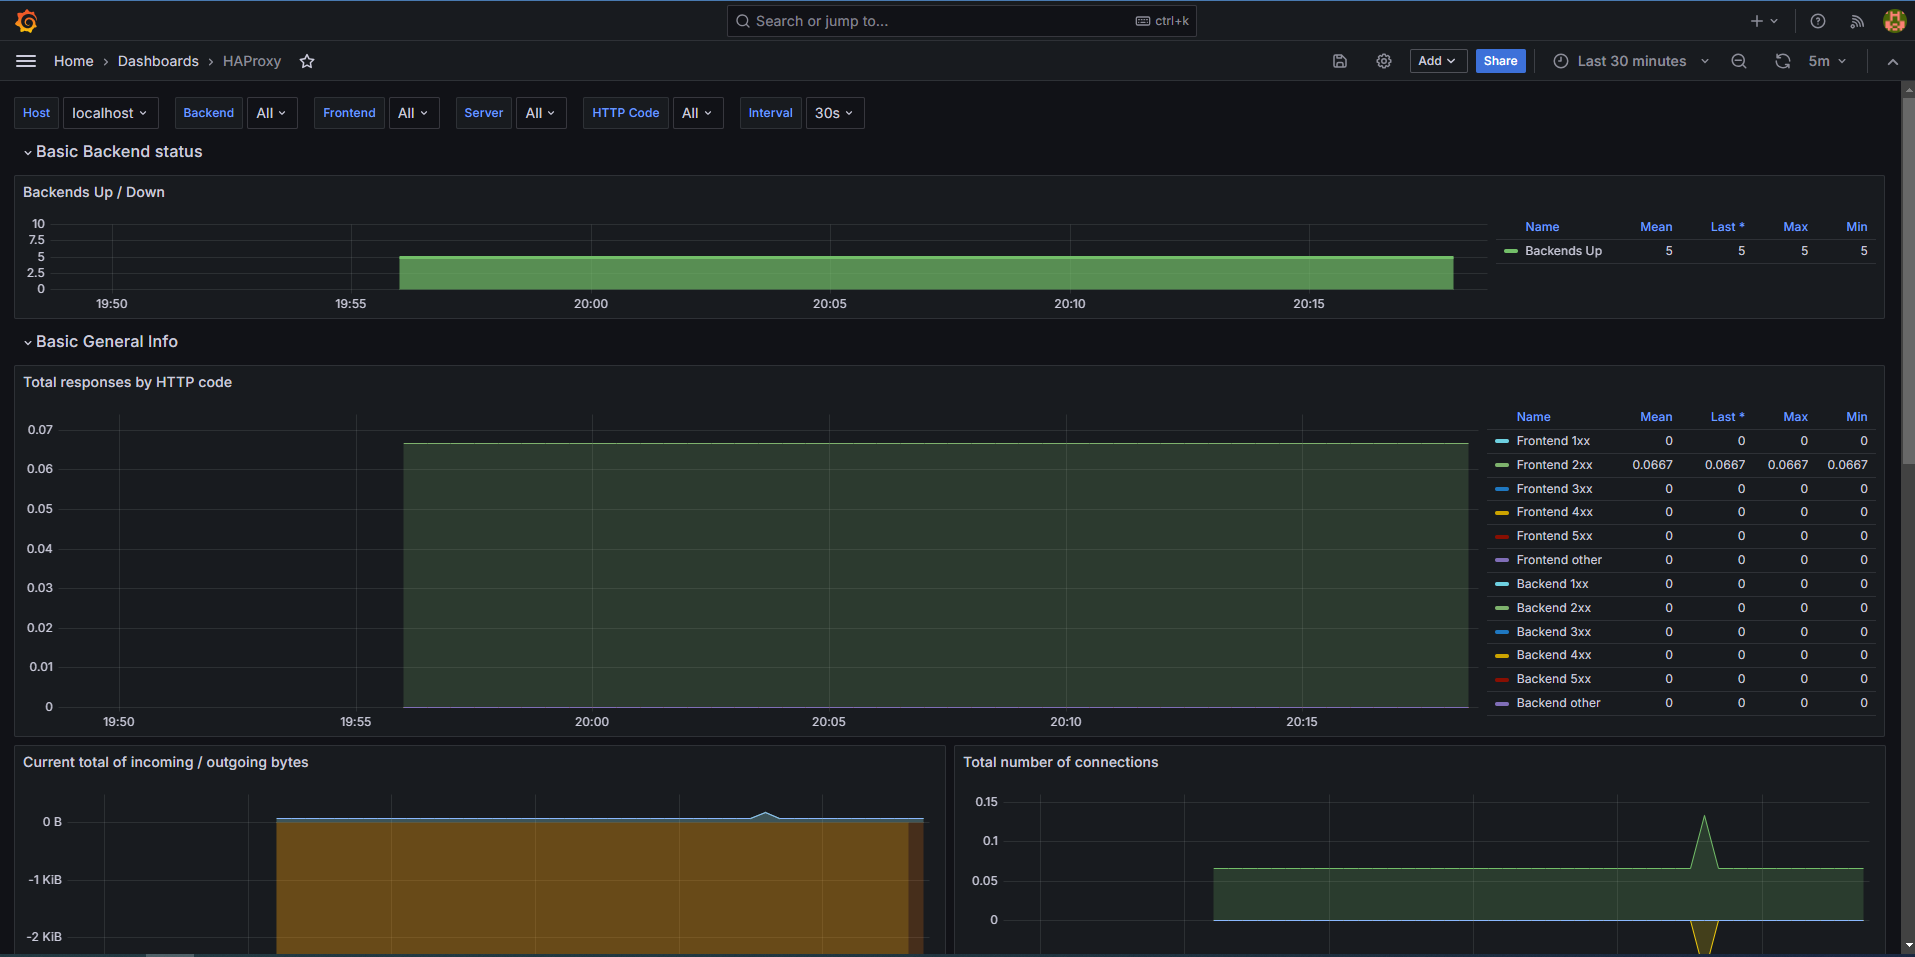 Search or jump to... ctrl+k
Home › Dashboards › HAProxy Add Share Last 30 minutes 5m
Host localhost Backend All Frontend All Server All HTTP Code All Interval 30s
Basic Backend status
Backends Up / Down
10
7.5
5
2.5
0
19:50 19:55 20:00 20:05 20:10 20:15
Name Mean Last * Max Min
Backends Up 5 5 5 5
Basic General Info
Total responses by HTTP code
0.07
0.06
0.05
0.04
0.03
0.02
0.01
0
19:50 19:55 20:00 20:05 20:10 20:15
Name Mean Last * Max Min
Frontend 1xx 0 0 0 0
Frontend 2xx 0.0667 0.0667 0.0667 0.0667
Frontend 3xx 0 0 0 0
Frontend 4xx 0 0 0 0
Frontend 5xx 0 0 0 0
Frontend other 0 0 0 0
Backend 1xx 0 0 0 0
Backend 2xx 0 0 0 0
Backend 3xx 0 0 0 0
Backend 4xx 0 0 0 0
Backend 5xx 0 0 0 0
Backend other 0 0 0 0
Current total of incoming / outgoing bytes
0 B
-1 KiB
-2 KiB
Total number of connections
0.15
0.1
0.05
0